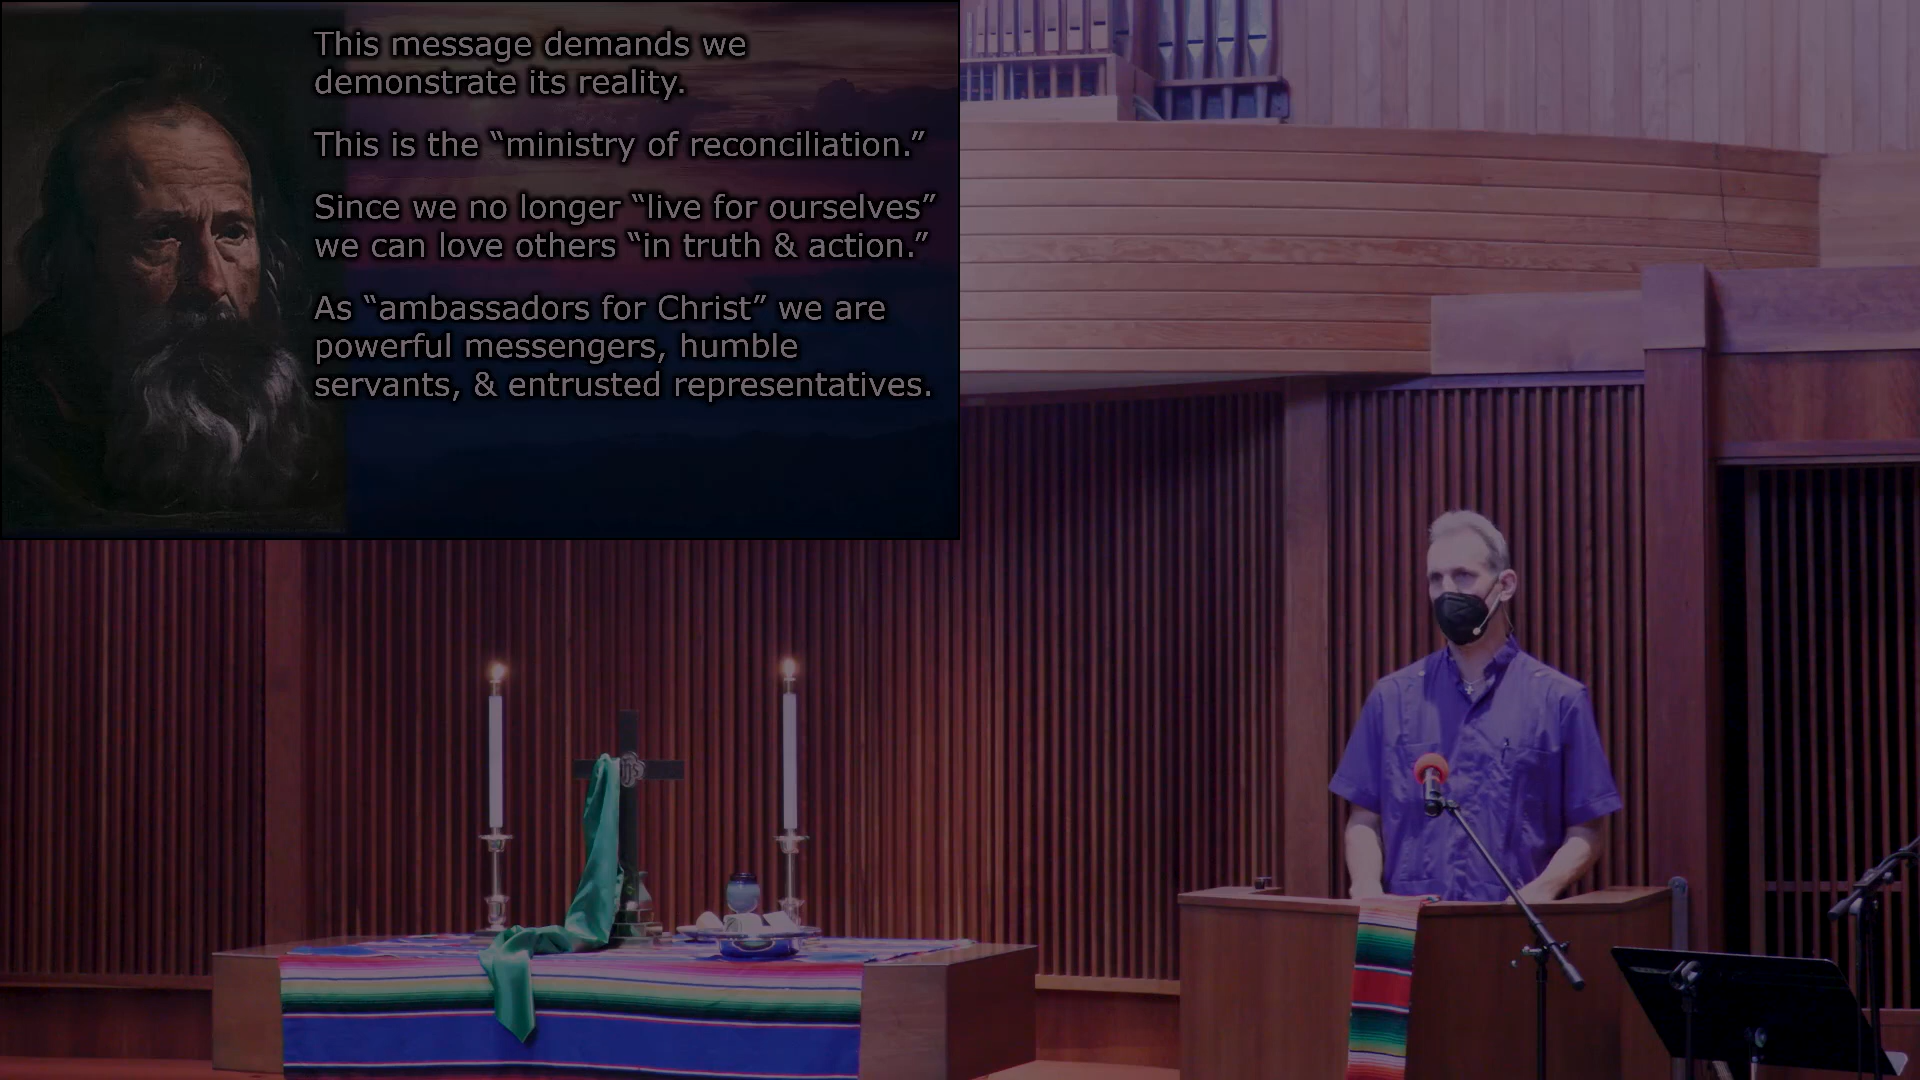 This message demands we
demonstrate its reality.
This is the “ministry of reconciliation.”
Since we no longer “live for ourselves”
we can love others “in truth & action.”
As “ambassadors for Christ” we are
powerful messengers, humble
servants, & entrusted representatives.